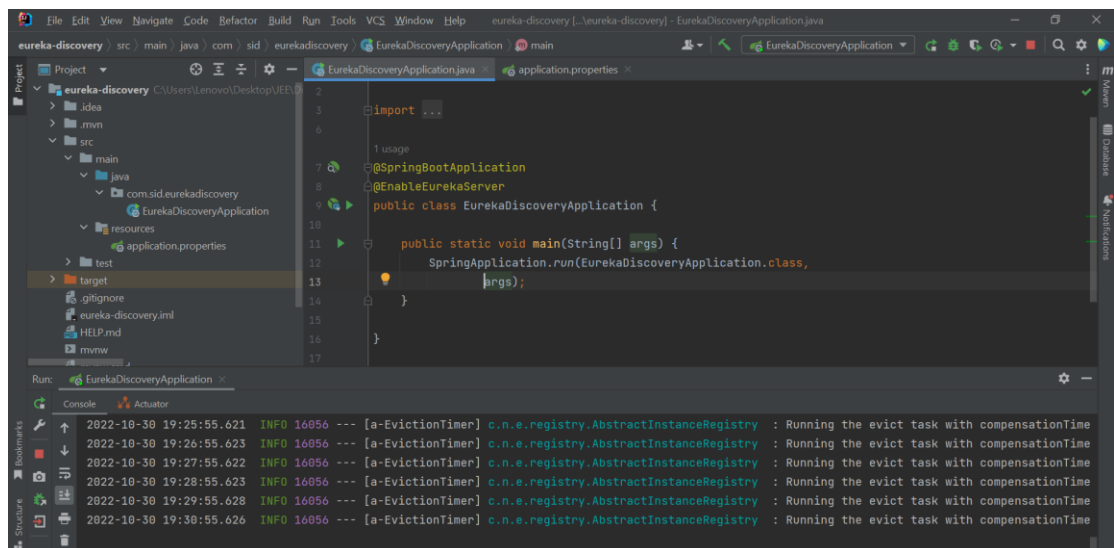 File Edit View Navigate Code Refactor Build Run Tools VCS Window Help eureka-discovery [...\eureka-discovery] - EurekaDiscoveryApplication.java
eureka-discovery src main java com sid eurekadiscovery EurekaDiscoveryApplication main EurekaDiscoveryApplication
Project
Project
EurekaDiscoveryApplication.java application.properties
eureka-discovery C:\Users\Lenovo\Desktop\JEE\
.idea
.mvn
src
main
java
com.sid.eurekadiscovery
EurekaDiscoveryApplication
resources
application.properties
test
target
.gitignore
eureka-discovery.iml
HELP.md
mvnw
2
3 import ...
6
1 usage
7 @SpringBootApplication
8 @EnableEurekaServer
9 public class EurekaDiscoveryApplication {
10
11 public static void main(String[] args) {
12 SpringApplication.run(EurekaDiscoveryApplication.class,
13 args);
14 }
15
16 }
17
m
Maven
Database
Notifications
Run: EurekaDiscoveryApplication
Console Actuator
2022-10-30 19:25:55.621 INFO 16056 --- [a-EvictionTimer] c.n.e.registry.AbstractInstanceRegistry : Running the evict task with compensationTime
2022-10-30 19:26:55.623 INFO 16056 --- [a-EvictionTimer] c.n.e.registry.AbstractInstanceRegistry : Running the evict task with compensationTime
2022-10-30 19:27:55.622 INFO 16056 --- [a-EvictionTimer] c.n.e.registry.AbstractInstanceRegistry : Running the evict task with compensationTime
2022-10-30 19:28:55.623 INFO 16056 --- [a-EvictionTimer] c.n.e.registry.AbstractInstanceRegistry : Running the evict task with compensationTime
2022-10-30 19:29:55.628 INFO 16056 --- [a-EvictionTimer] c.n.e.registry.AbstractInstanceRegistry : Running the evict task with compensationTime
2022-10-30 19:30:55.626 INFO 16056 --- [a-EvictionTimer] c.n.e.registry.AbstractInstanceRegistry : Running the evict task with compensationTime
Bookmarks
Structure